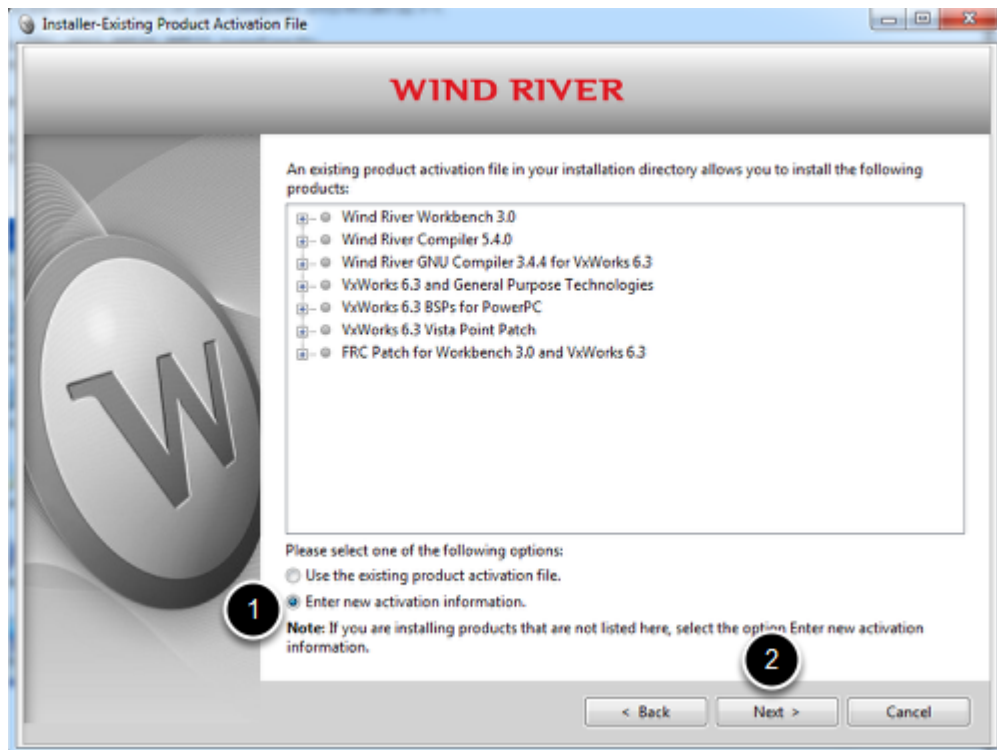 Installer-Existing Product Activation File
WIND RIVER
An existing product activation file in your installation directory allows you to install the following
products:
Wind River Workbench 3.0
Wind River Compiler 5.4.0
Wind River GNU Compiler 3.4.4 for VxWorks 6.3
VxWorks 6.3 and General Purpose Technologies
VxWorks 6.3 BSPs for PowerPC
VxWorks 6.3 Vista Point Patch
FRC Patch for Workbench 3.0 and VxWorks 6.3
W
Please select one of the following options:
Use the existing product activation file.
1
Enter new activation information.
Note: If you are installing products that are not listed here, select the option Enter new activation
information.
2
< Back
Next >
Cancel